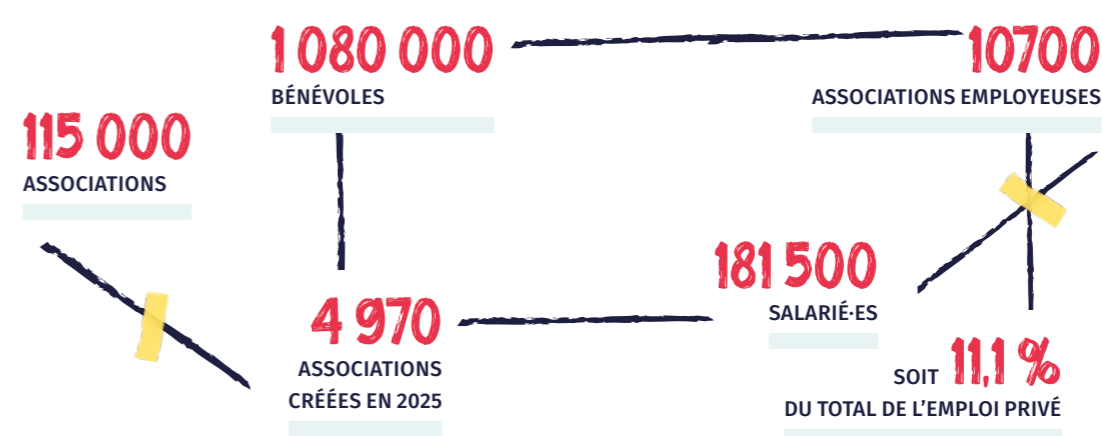 115 000
ASSOCIATIONS
1 080 000
BÉNÉVOLES
10700
ASSOCIATIONS EMPLOYEUSES
4 970
ASSOCIATIONS
CRÉÉES EN 2025
181 500
SALARIÉ·ES
SOIT 11,1 %
DU TOTAL DE L’EMPLOI PRIVÉ